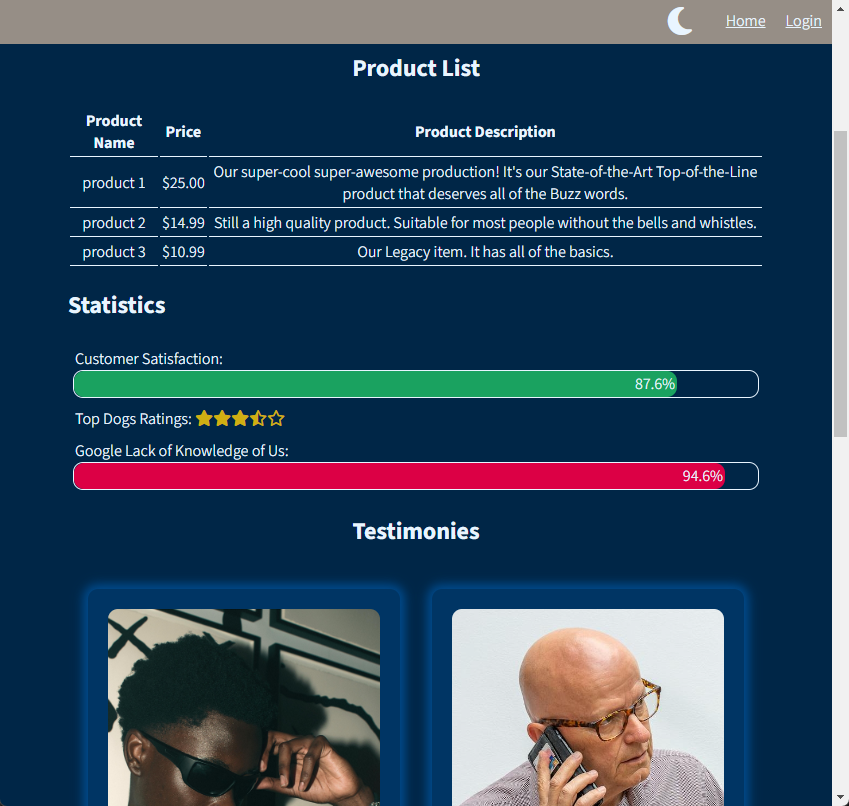 Home Login
Product List
Product
Name
Price
Product Description
product 1
$25.00
Our super-cool super-awesome production! It's our State-of-the-Art Top-of-the-Line
product that deserves all of the Buzz words.
product 2
$14.99
Still a high quality product. Suitable for most people without the bells and whistles.
product 3
$10.99
Our Legacy item. It has all of the basics.
Statistics
Customer Satisfaction:
87.6%
Top Dogs Ratings:
Google Lack of Knowledge of Us:
94.6%
Testimonies